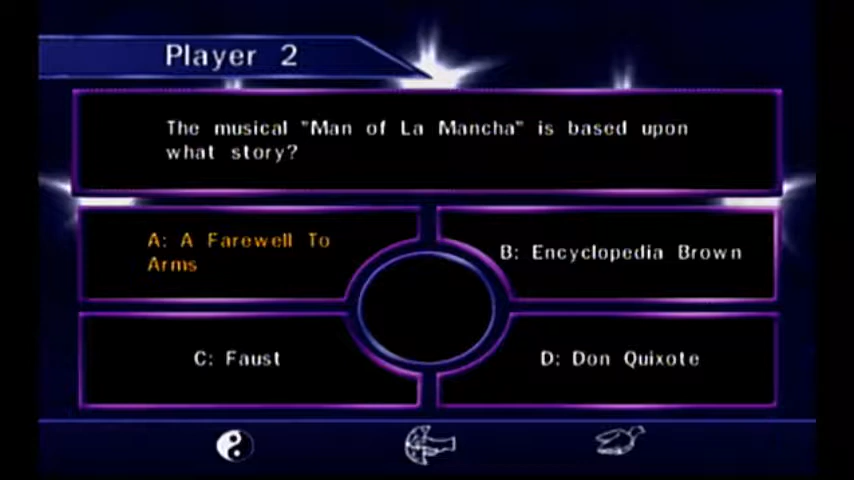 Player 2
The musical "Man of La Mancha" is based upon
what story?
A: A Farewell To
Arms
B: Encyclopedia Brown
C: Faust
D: Don Quixote